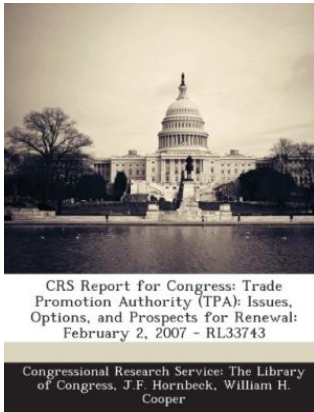 CRS Report for Congress: Trade
Promotion Authority (TPA): Issues,
Options, and Prospects for Renewal:
February 2, 2007 - RL33743
Congressional Research Service: The Library
of Congress, J.F. Hornbeck, William H.
Cooper